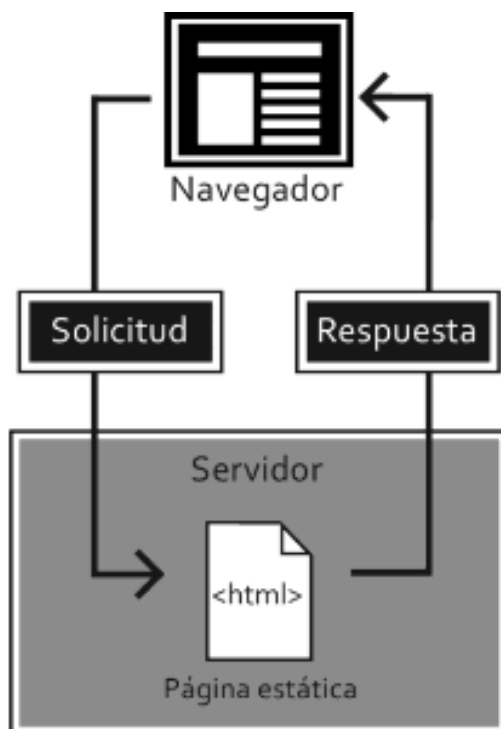 Navegador
Solicitud
Respuesta
Servidor
<html>
Página estática